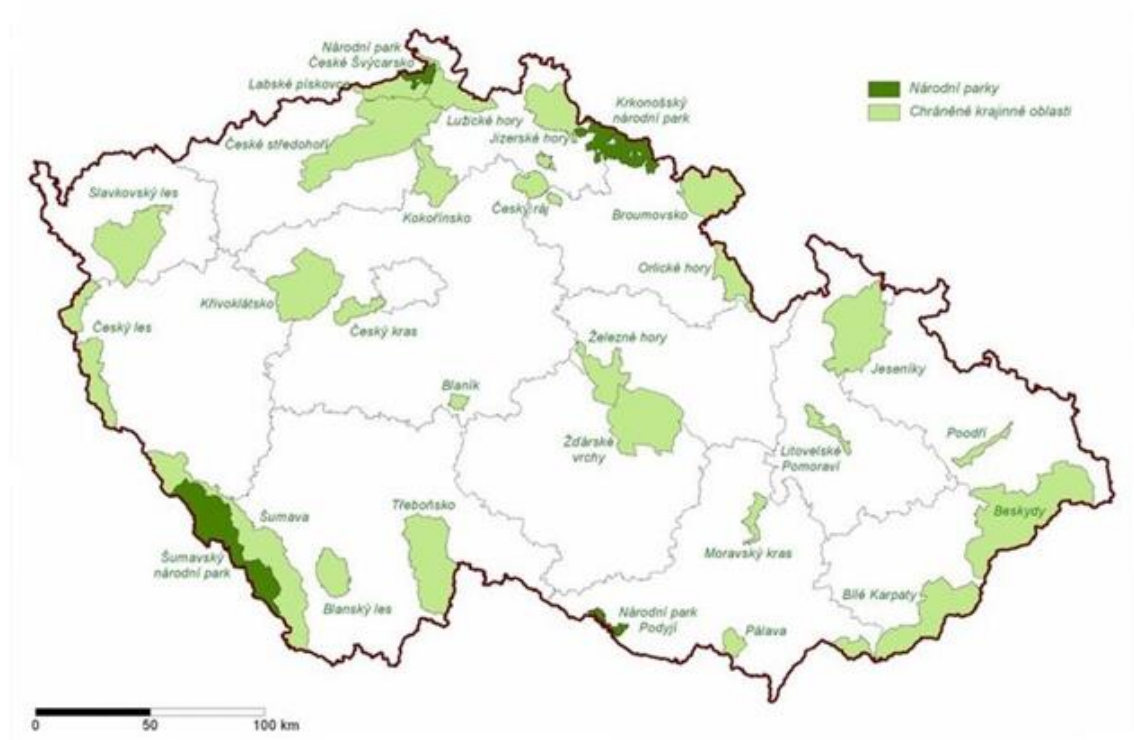 Národní park
České Švýcarsko
Labské pískovce
Lužické hory
Jizerské hory
Krkonošský
národní park
Národní parky
Chráněné krajinné oblasti
České středohoří
Slavkovský les
Kokořínsko
Český ráj
Broumovsko
Orlické hory
Křivoklátsko
Český kras
Český les
Železné hory
Jeseníky
Blaník
Žďárské
vrchy
Litovelské
Pomoraví
Poodří
Třeboňsko
Šumava
Beskydy
Moravský kras
Šumavský
národní park
Blanský les
Bílé Karpaty
Národní park
Podyjí
Pálava
0 50 100 km